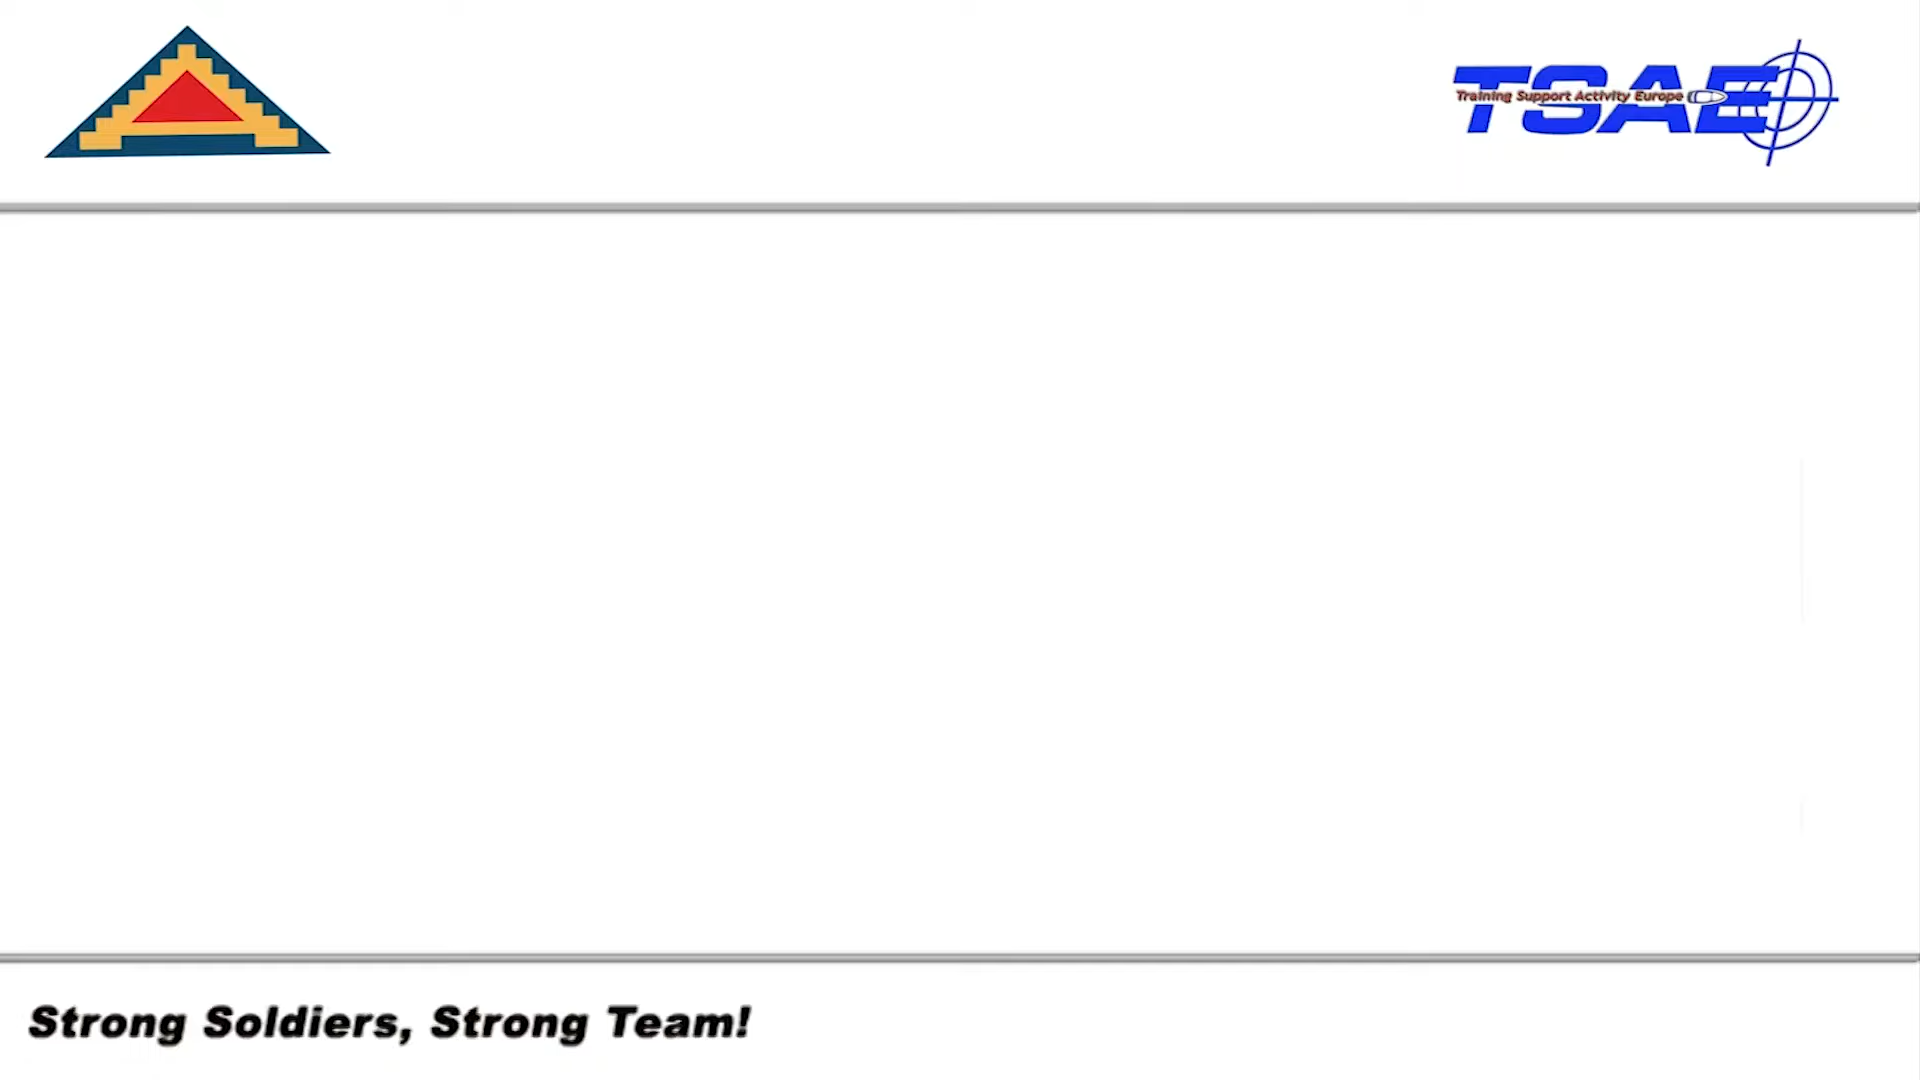 TSAE
Training Support Activity Europe
Strong Soldiers, Strong Team!